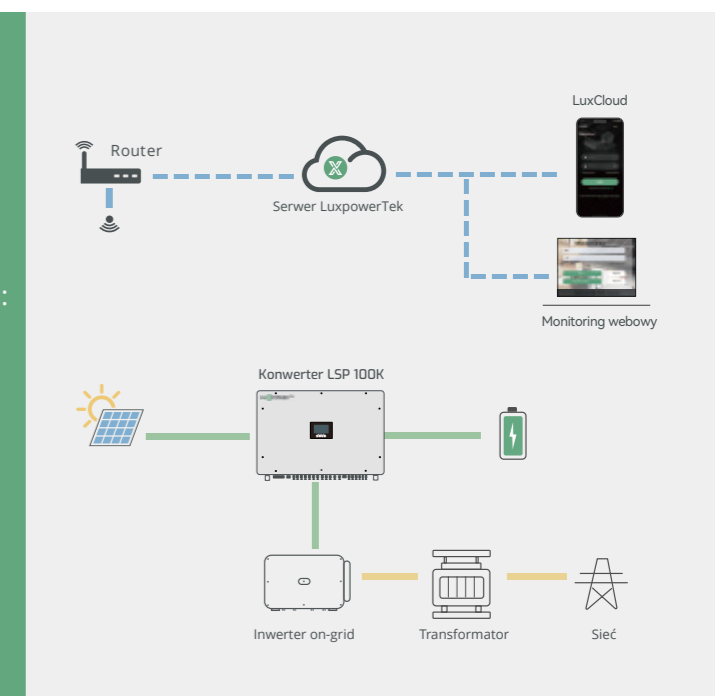 LuxCloud
Router
Serwer LuxpowerTek
Monitoring webowy
Konwerter LSP 100K
Inwerter on-grid
Transformator
Sieć